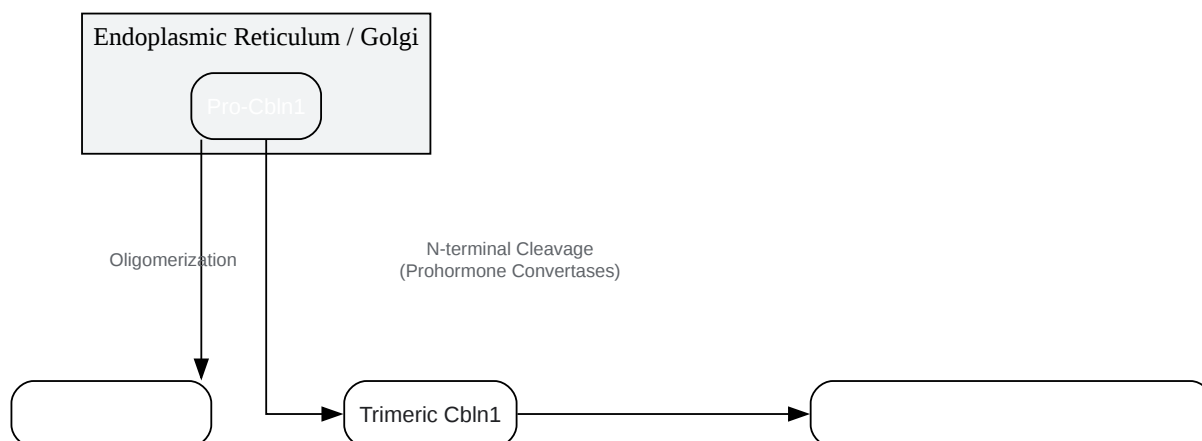 Endoplasmic Reticulum / Golgi
Pro-Cbln1
Oligomerization
N-terminal Cleavage
(Prohormone Convertases)
Trimeric Cbln1